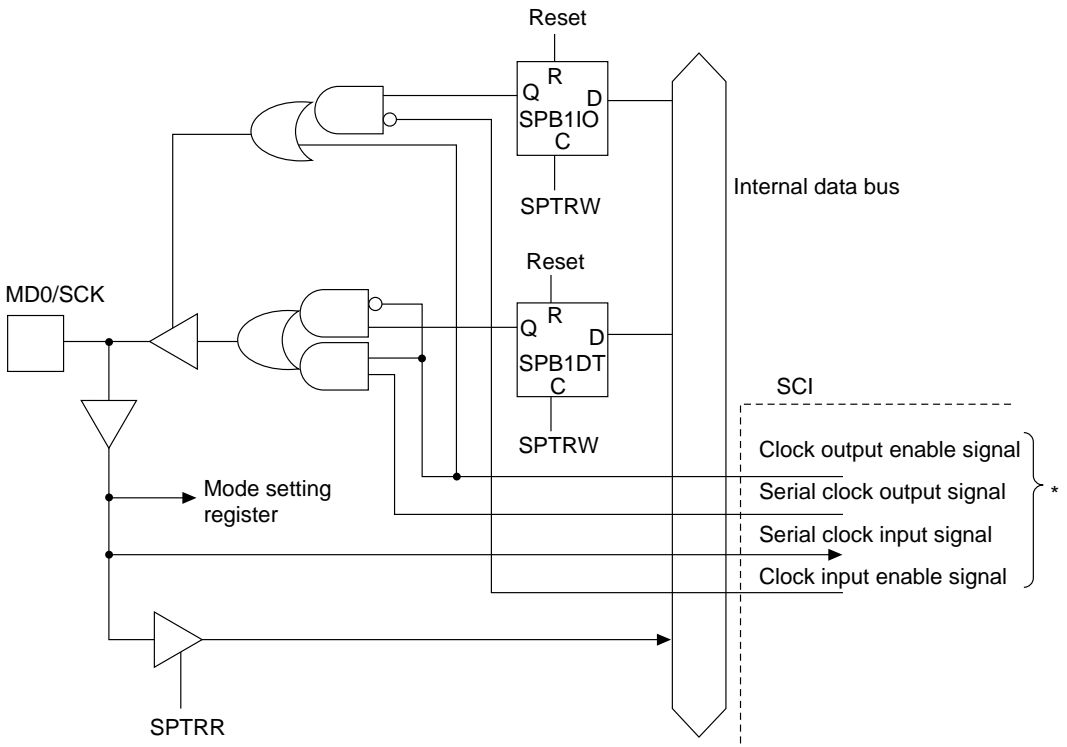 Reset
R
Q
D
SPB1IO
C
SPTRW
Internal data bus
Reset
MD0/SCK
R
Q
D
SPB1DT
C
SPTRW
SCI
Clock output enable signal
Serial clock output signal
*
Mode setting
register
Serial clock input signal
Clock input enable signal
SPTRR